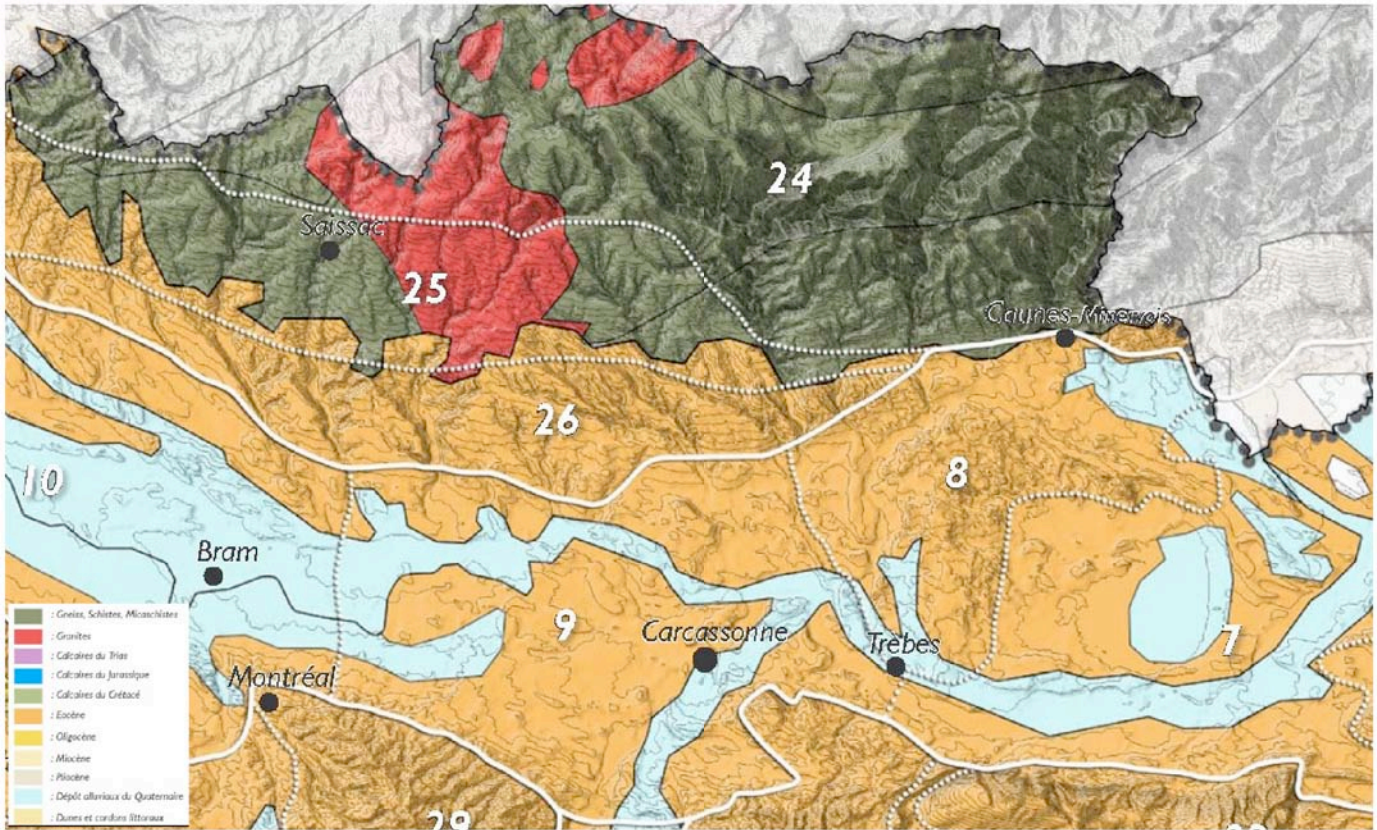 24
Saissac
25
Caunes-Minervois
26
8
10
Bram
9
Carcassonne
7
Trèbes
Montréal
: Gneiss, Schistes, Micaschistes
: Granites
: Calcaires du Trias
: Calcaires du Jurassique
: Calcaires du Crétacé
: Eocène
: Oligocène
: Miocène
: Pliocène
: Dépôt alluviaux du Quaternaire
: Dunes et cordons littoraux
29